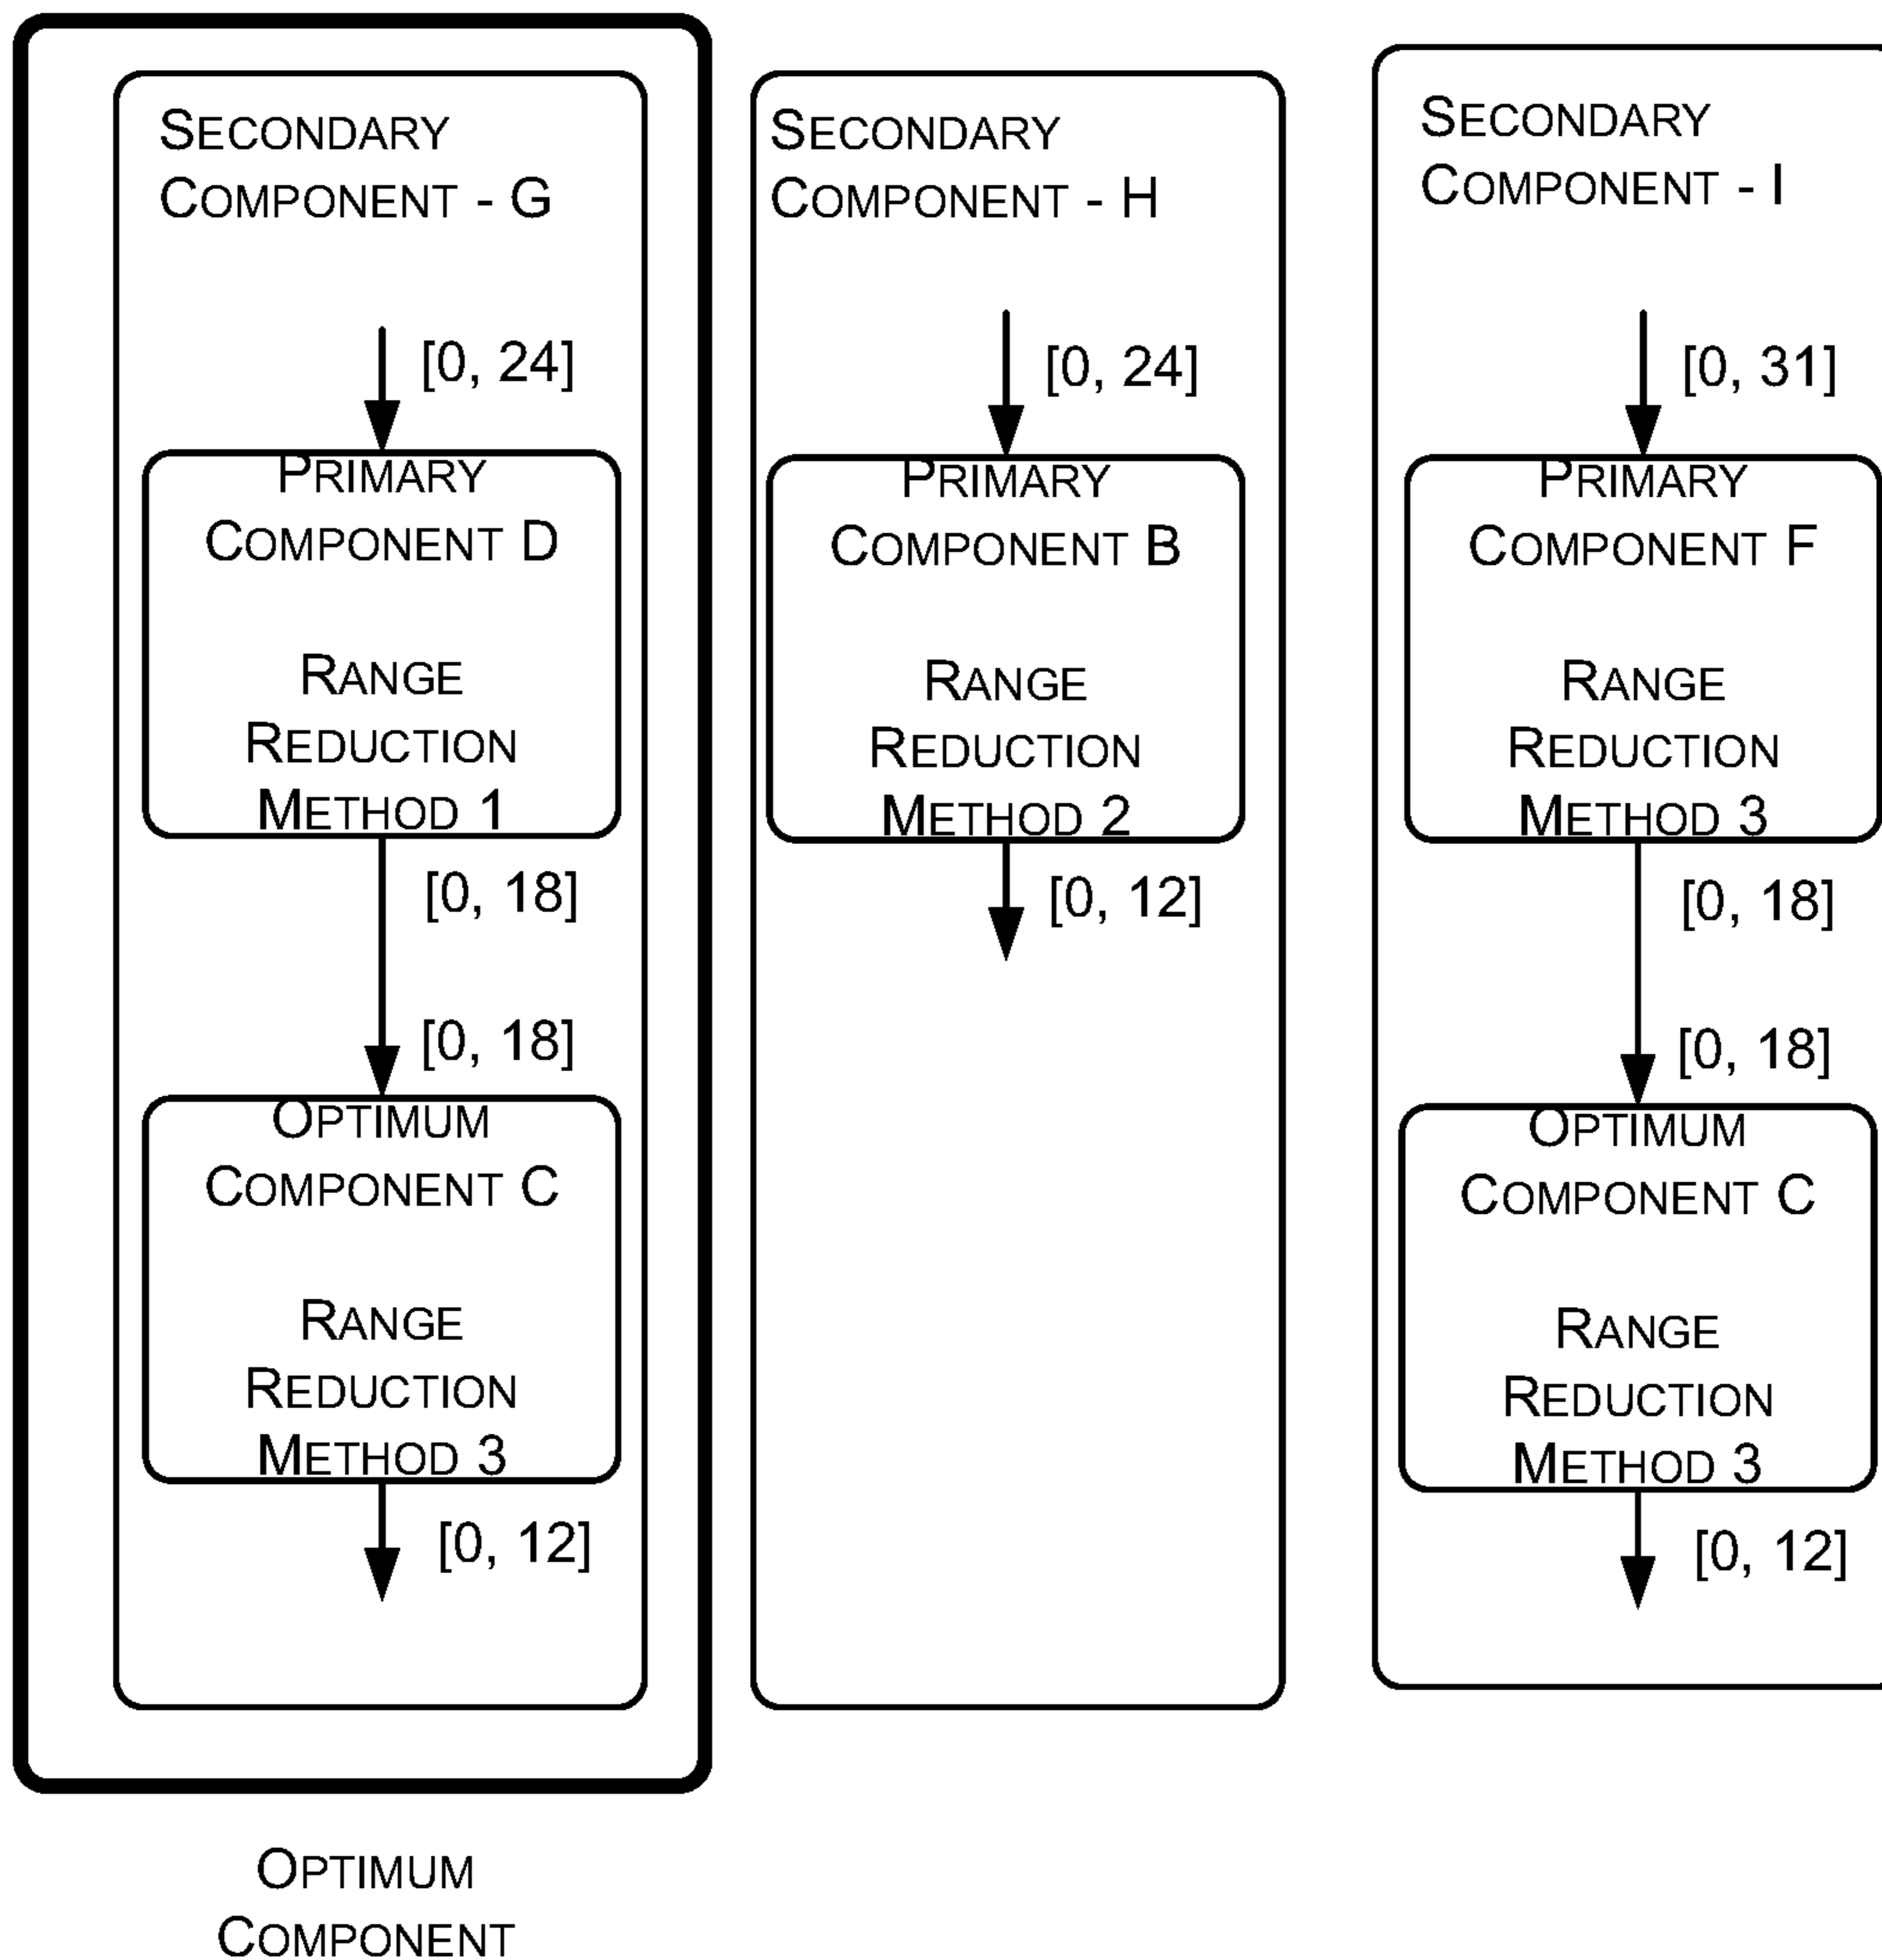 SECONDARY
COMPONENT - G
[0, 24]
PRIMARY
COMPONENT D
RANGE
REDUCTION
METHOD 1
[0, 18]
[0, 18]
OPTIMUM
COMPONENT C
RANGE
REDUCTION
METHOD 3
[0, 12]
OPTIMUM
COMPONENT
SECONDARY
COMPONENT - H
[0, 24]
PRIMARY
COMPONENT B
RANGE
REDUCTION
METHOD 2
[0, 12]
SECONDARY
COMPONENT - I
[0, 31]
PRIMARY
COMPONENT F
RANGE
REDUCTION
METHOD 3
[0, 18]
[0, 18]
OPTIMUM
COMPONENT C
RANGE
REDUCTION
METHOD 3
[0, 12]